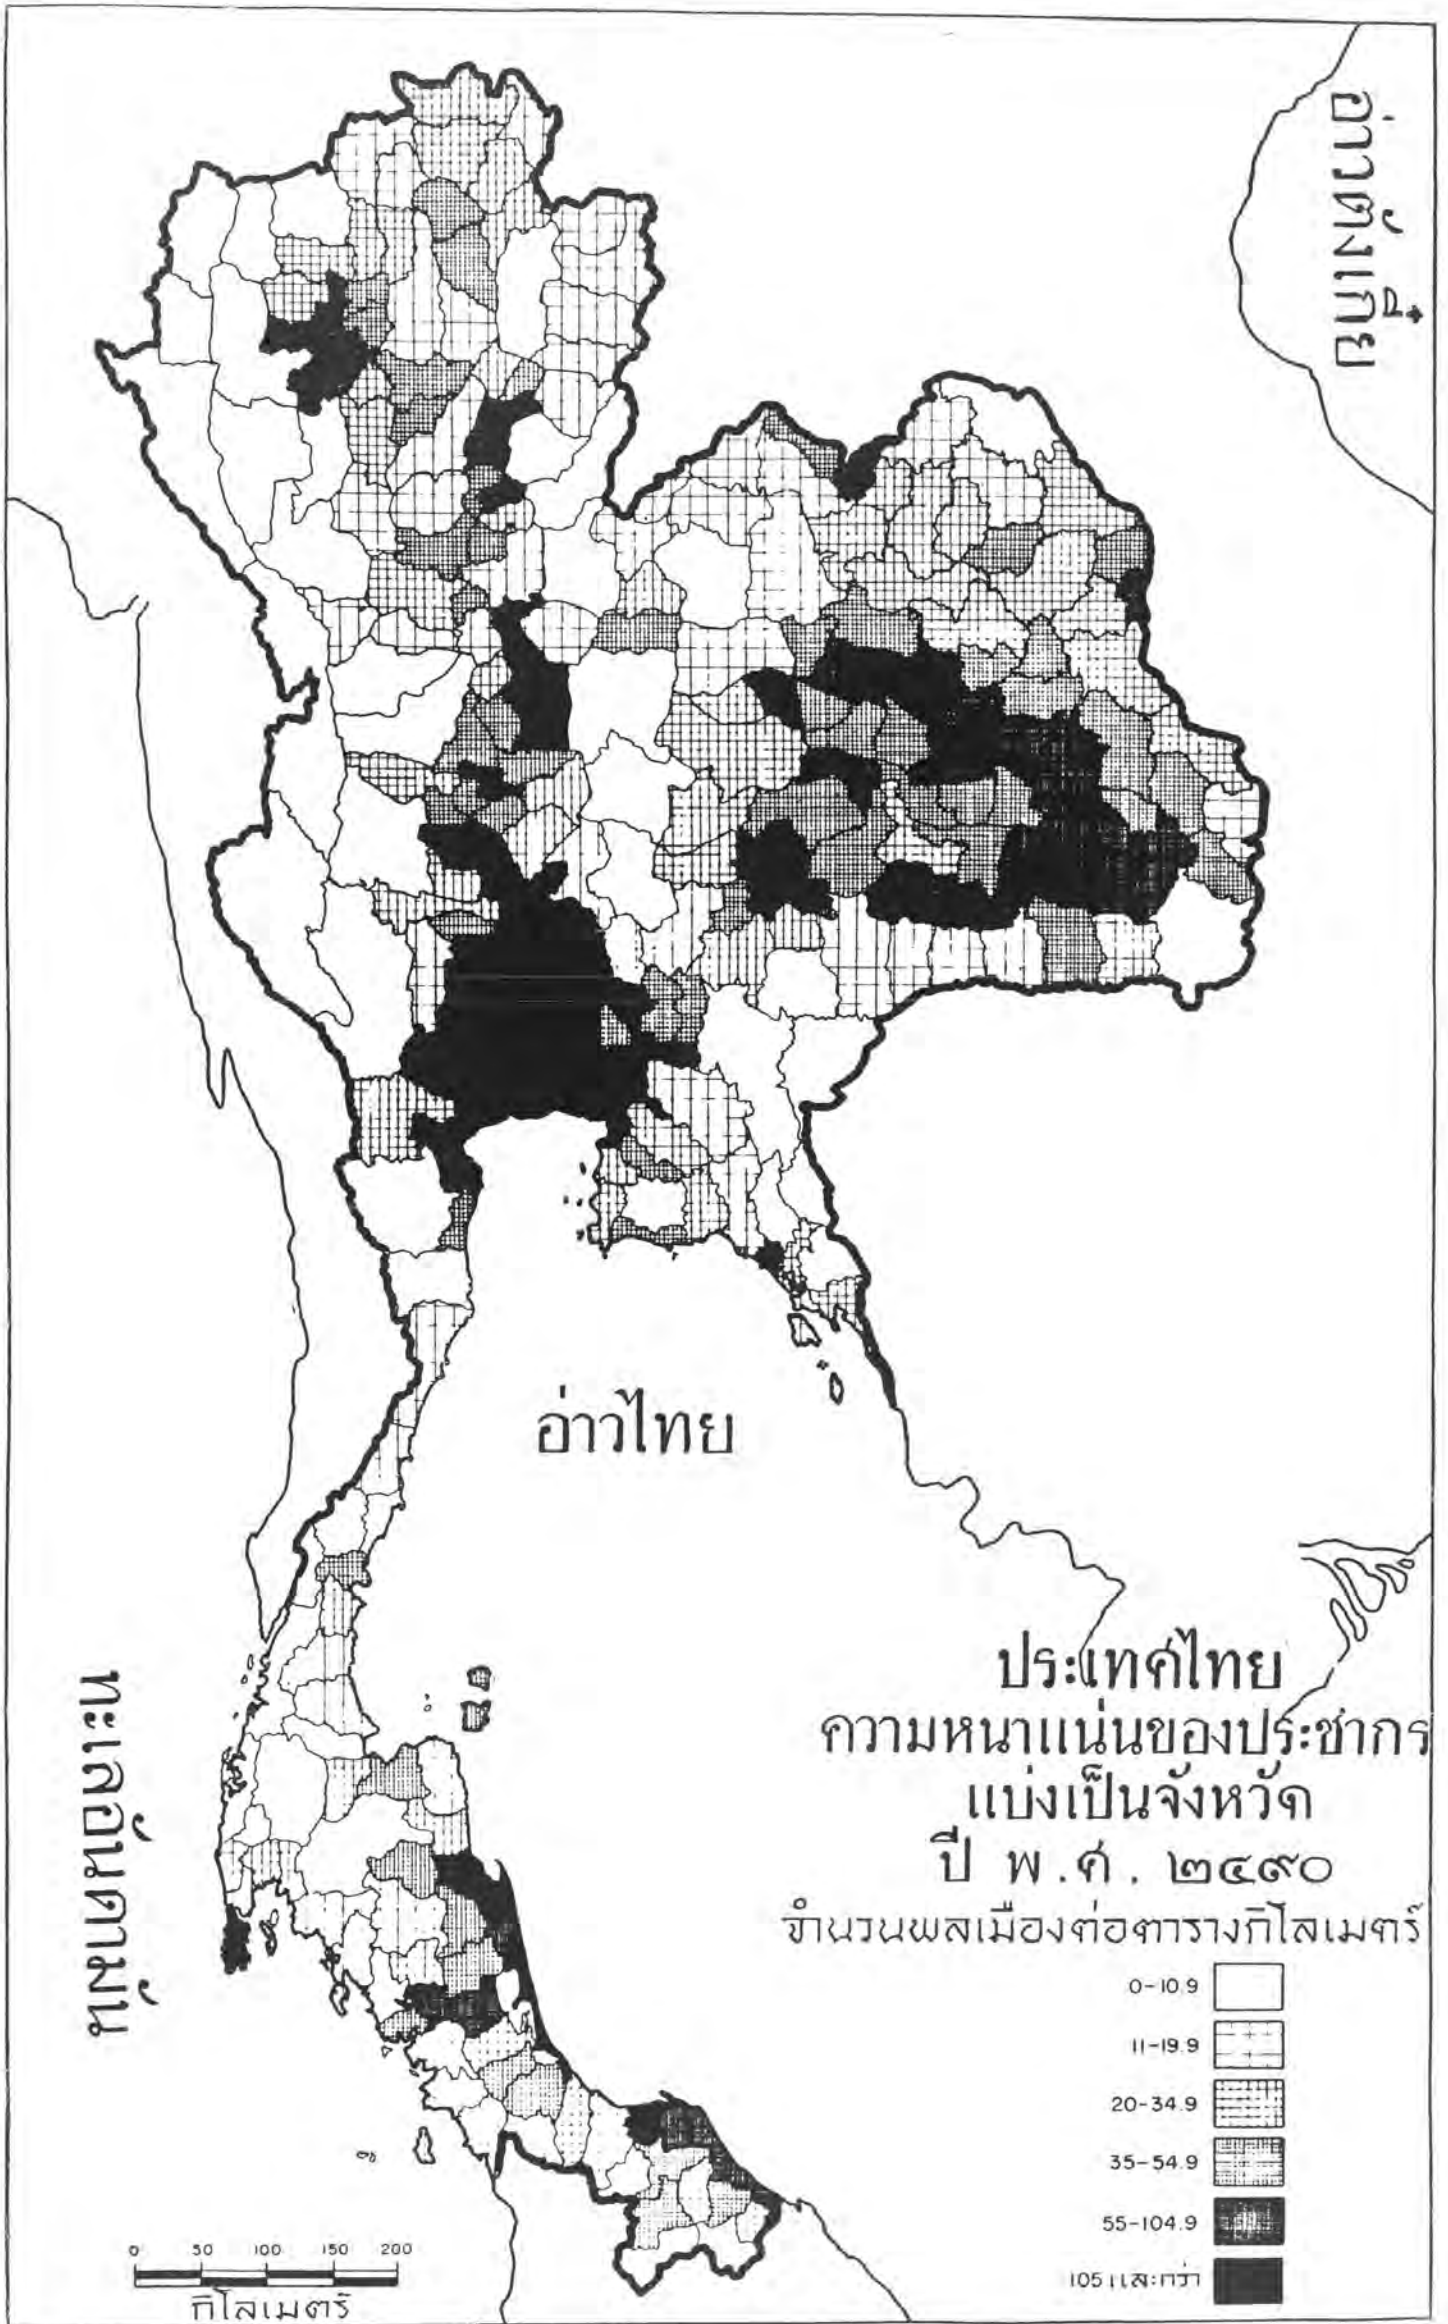 อ่าวตังเกี๋ย
อ่าวไทย
ทะเลอันดามัน
ประเทศไทย
ความหนาแน่นของประชากร
แบ่งเป็นจังหวัด
ปี พ.ศ. ๒๔๙๐
จำนวนพลเมืองต่อตารางกิโลเมตร์
0-10.9
11-19.9
20-34.9
35-54.9
55-104.9
105 และกว่า
0 50 100 150 200
กิโลเมตร์